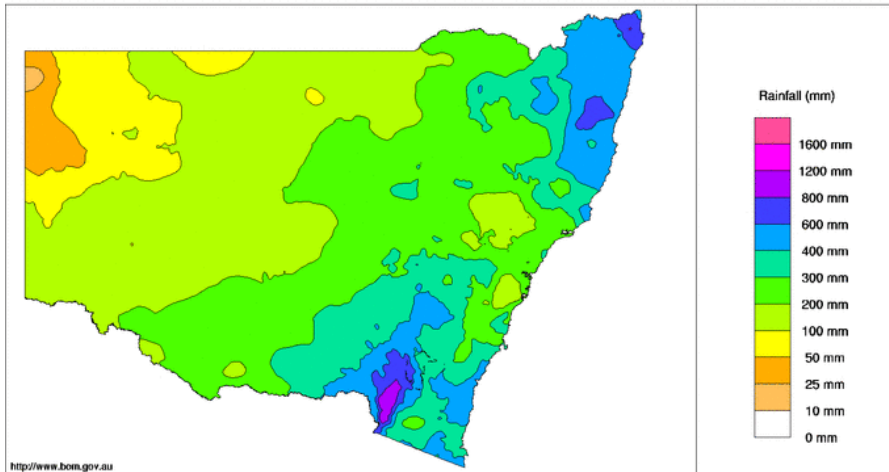 Rainfall (mm)
1600 mm
1200 mm
800 mm
600 mm
400 mm
300 mm
200 mm
100 mm
50 mm
25 mm
10 mm
0 mm
http://www.bom.gov.au